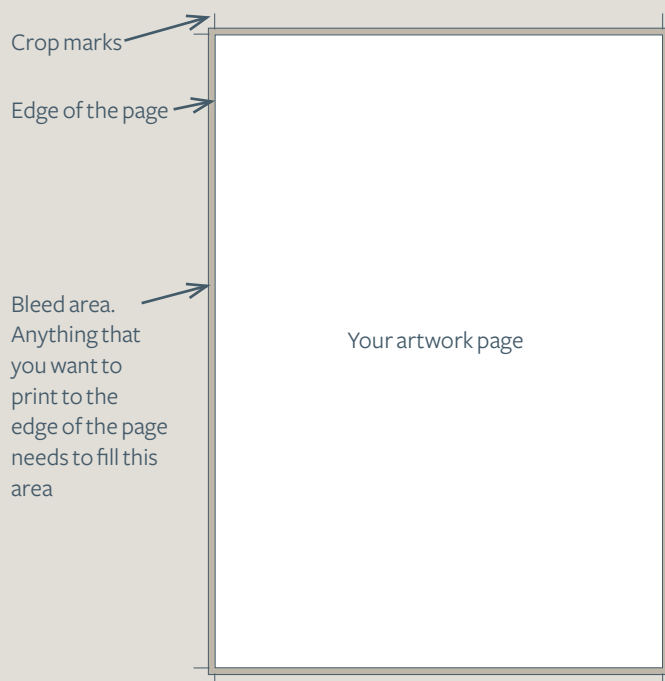 Crop marks
Edge of the page
Bleed area.
Anything that
you want to
print to the
edge of the page
needs to fill this
area
Your artwork page